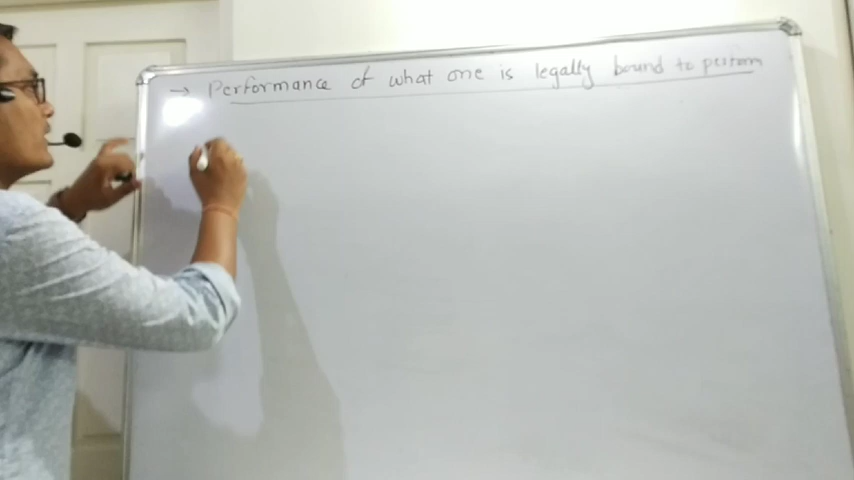 → Performance of what one is legally bound to perform